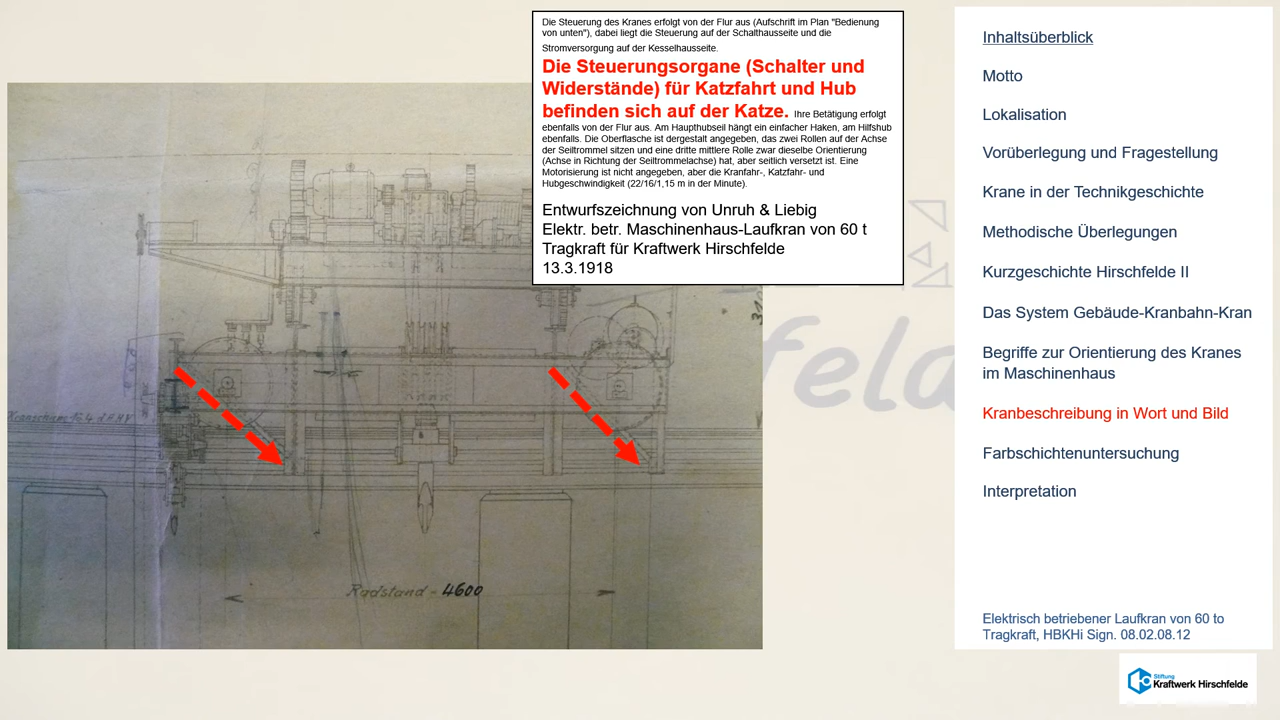 Die Steuerung des Kranes erfolgt von der Flur aus (Aufschrift im Plan "Bedienung
von unten"), dabei liegt die Steuerung auf der Schalthausseite und die
Stromversorgung auf der Kesselhausseite.
Die Steuerungsorgane (Schalter und
Widerstände) für Katzfahrt und Hub
befinden sich auf der Katze. Ihre Betätigung erfolgt
ebenfalls von der Flur aus. Am Haupthubseil hängt ein einfacher Haken, am Hilfshub
ebenfalls. Die Oberflasche ist dergestalt angegeben, das zwei Rollen auf der Achse
der Seiltrommel sitzen und eine dritte mittlere Rolle zwar dieselbe Orientierung
(Achse in Richtung der Seiltrommelachse) hat, aber seitlich versetzt ist. Eine
Motorisierung ist nicht angegeben, aber die Kranfahr-, Katzfahr- und
Hubgeschwindigkeit (22/16/1,15 m in der Minute).
Entwurfszeichnung von Unruh & Liebig
Elektr. betr. Maschinenhaus-Laufkran von 60 t
Tragkraft für Kraftwerk Hirschfelde
13.3.1918
Radstand - 4600
feld
Inhaltsüberblick
Motto
Lokalisation
Vorüberlegung und Fragestellung
Krane in der Technikgeschichte
Methodische Überlegungen
Kurzgeschichte Hirschfelde II
Das System Gebäude-Kranbahn-Kran
Begriffe zur Orientierung des Kranes
im Maschinenhaus
Kranbeschreibung in Wort und Bild
Farbschichtenuntersuchung
Interpretation
Elektrisch betriebener Laufkran von 60 to
Tragkraft, HBKHi Sign. 08.02.08.12
Stiftung
Kraftwerk Hirschfelde